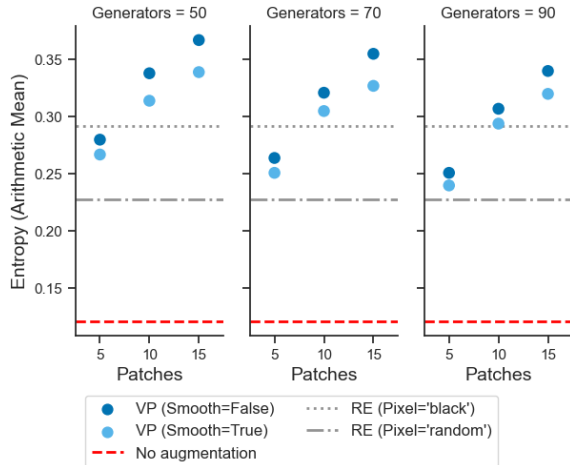 Generators = 50 Generators = 70 Generators = 90
Entropy (Arithmetic Mean)
0.35
0.30
0.25
0.20
0.15
5 10 15 5 10 15 5 10 15
Patches Patches Patches
VP (Smooth=False) RE (Pixel='black')
VP (Smooth=True) RE (Pixel='random')
No augmentation